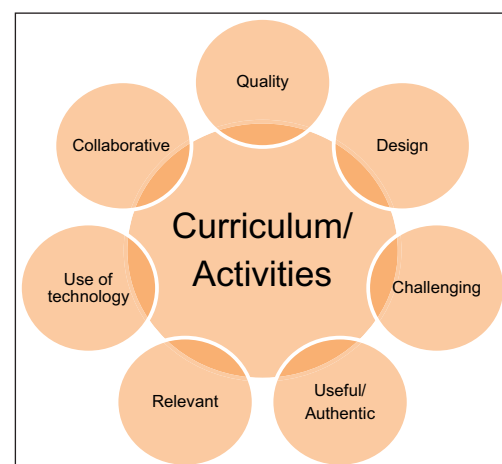 Quality
Collaborative
Design
Curriculum/
Activities
Use of
technology
Challenging
Relevant
Useful/
Authentic